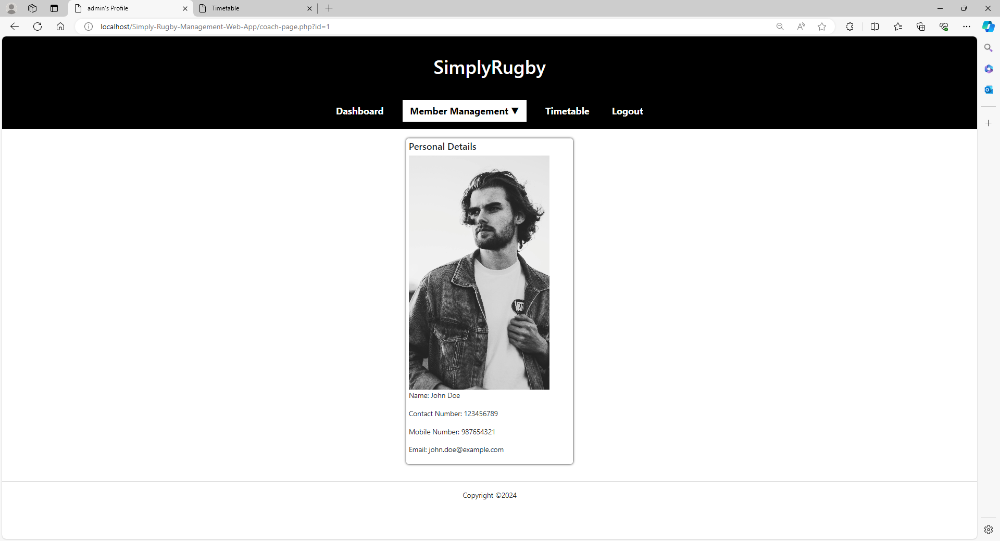 admin's Profile
Timetable
localhost/Simply-Rugby-Management-Web-App/coach-page.php?id=1
SimplyRugby
Dashboard
Member Management ▼
Timetable
Logout
Personal Details
VAN
Name: John Doe
Contact Number: 123456789
Mobile Number: 987654321
Email: john.doe@example.com
Copyright ©2024